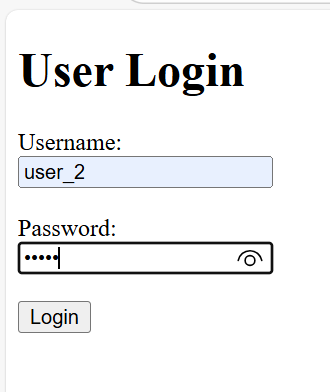 User Login
Username:
user_2
Password:
•••••
Login